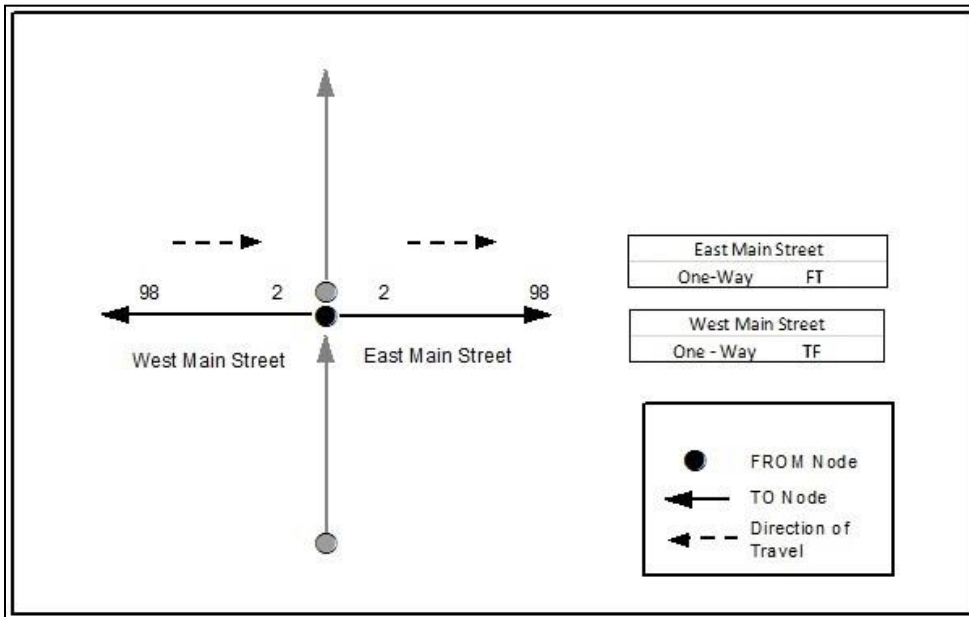 98 2 2 98
West Main Street East Main Street
East Main Street
One-Way FT
West Main Street
One - Way TF
FROM Node
TO Node
Direction of
Travel